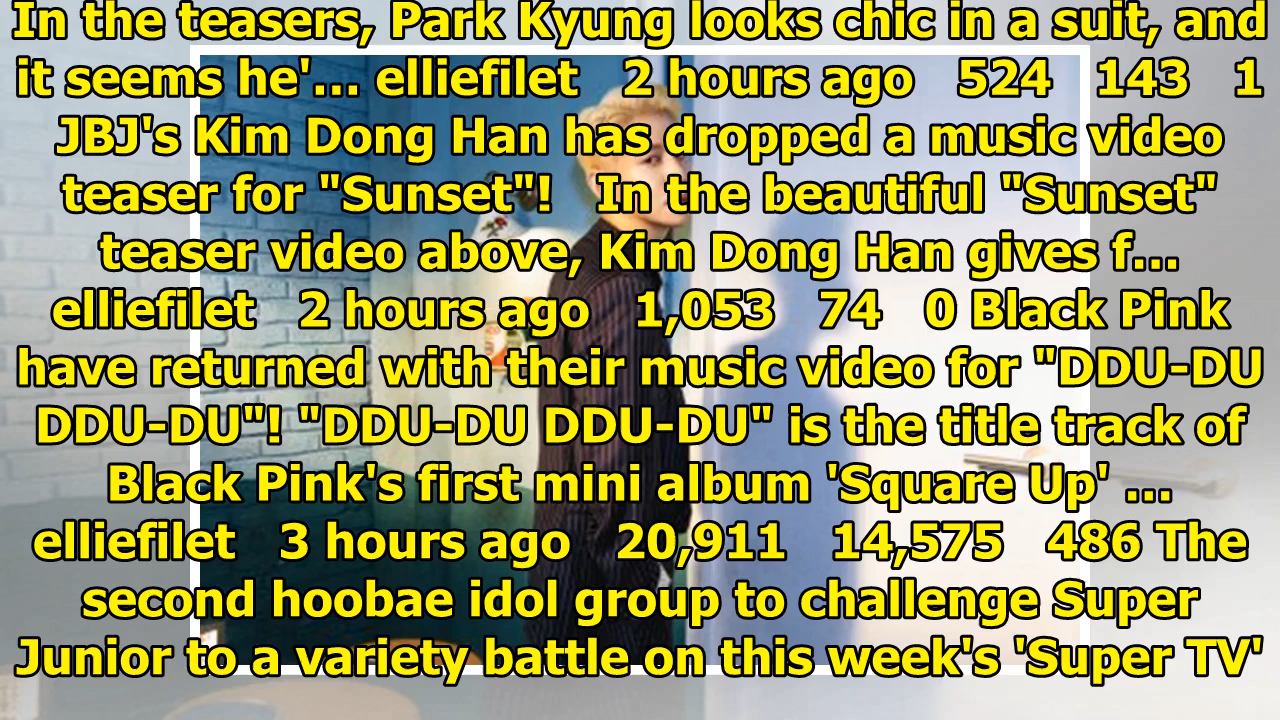 In the teasers, Park Kyung looks chic in a suit, and
it seems he'... elliefilet 2 hours ago 524 143 1
JBJ's Kim Dong Han has dropped a music video
teaser for "Sunset"! In the beautiful "Sunset"
teaser video above, Kim Dong Han gives f...
elliefilet 2 hours ago 1,053 74 0 Black Pink
have returned with their music video for "DDU-DU
DDU-DU"! "DDU-DU DDU-DU" is the title track of
Black Pink's first mini album 'Square Up' ...
elliefilet 3 hours ago 20,911 14,575 486 The
second hoobae idol group to challenge Super
Junior to a variety battle on this week's 'Super TV'